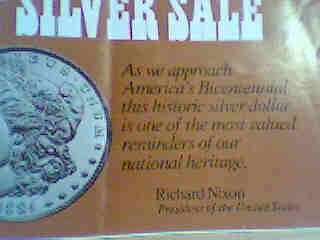 SILVER SALE
As we approach
America's Bicentennial
this historic silver dollar
is one of the most valued
reminders of our
national heritage.
Richard Nixon
President of the United States